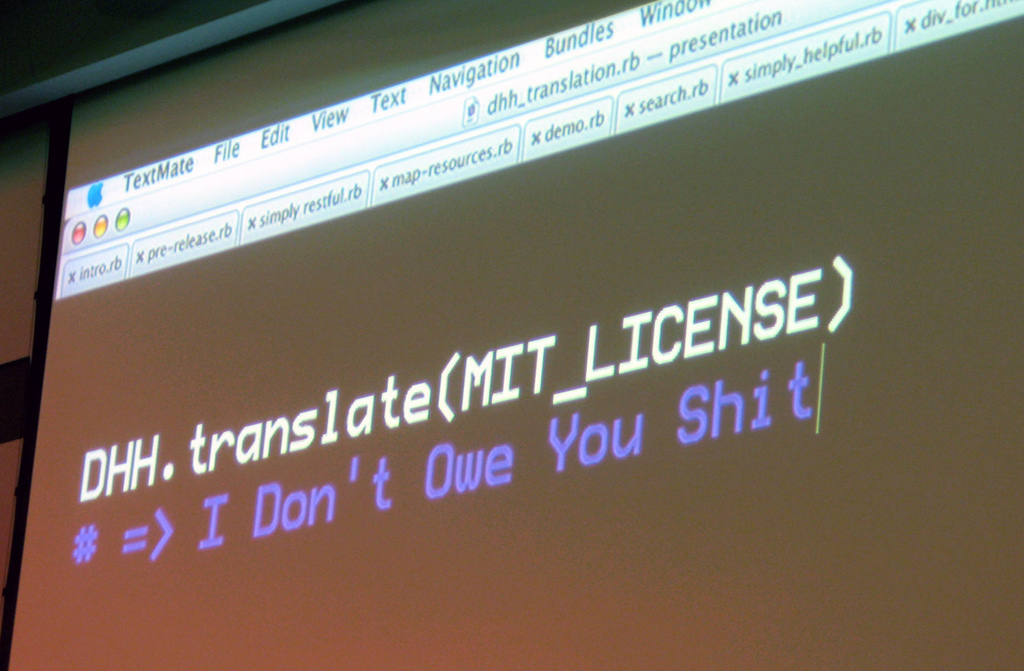 TextMate File Edit View Text Navigation Bundles Window
dhh_translation.rb — presentation
× intro.rb × pre-release.rb × simply restful.rb × map-resources.rb × demo.rb × search.rb × simply_helpful.rb × div_for.
DHH.translate(MIT_LICENSE)
# => I Don't Owe You Shit